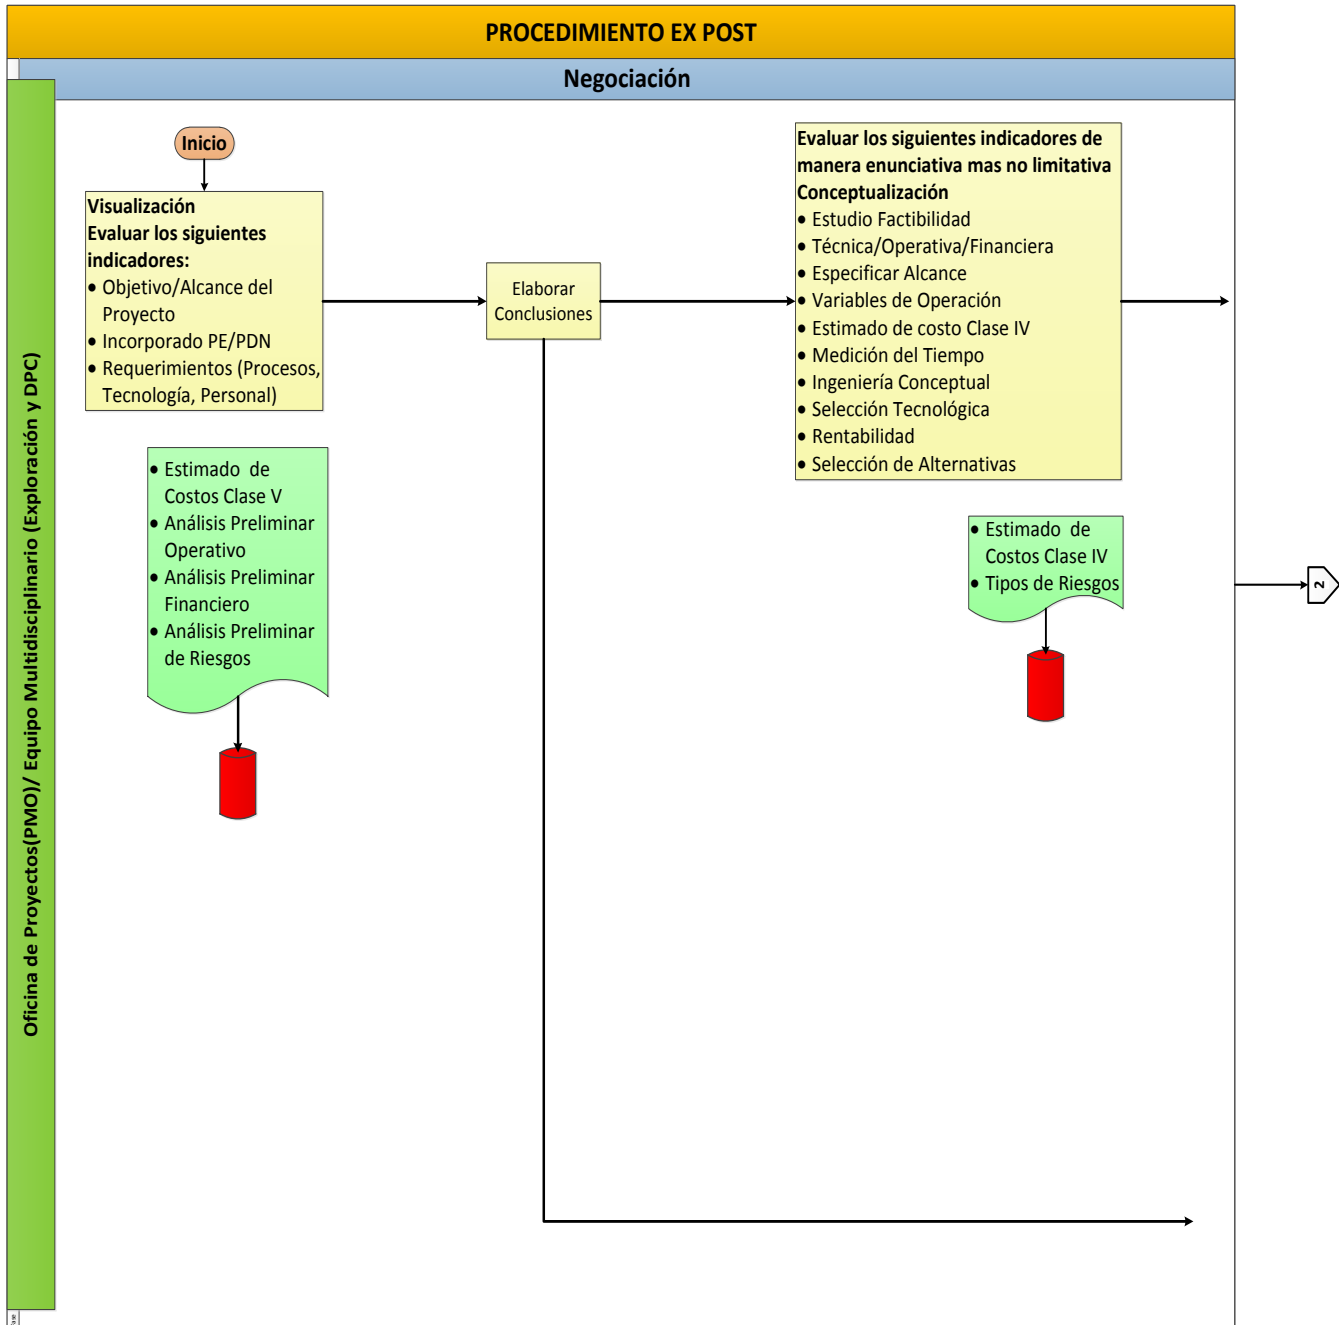 PROCEDIMIENTO EX POST
Negociación
Oficina de Proyectos(PMO)/ Equipo Multidisciplinario (Exploración y DPC)
Inicio
Visualización
Evaluar los siguientes
indicadores:
• Objetivo/Alcance del
Proyecto
• Incorporado PE/PDN
• Requerimientos (Procesos,
Tecnología, Personal)
• Estimado de
Costos Clase V
• Análisis Preliminar
Operativo
• Análisis Preliminar
Financiero
• Análisis Preliminar
de Riesgos
Elaborar
Conclusiones
Evaluar los siguientes indicadores de
manera enunciativa mas no limitativa
Conceptualización
• Estudio Factibilidad
• Técnica/Operativa/Financiera
• Especificar Alcance
• Variables de Operación
• Estimado de costo Clase IV
• Medición del Tiempo
• Ingeniería Conceptual
• Selección Tecnológica
• Rentabilidad
• Selección de Alternativas
• Estimado de
Costos Clase IV
• Tipos de Riesgos
2